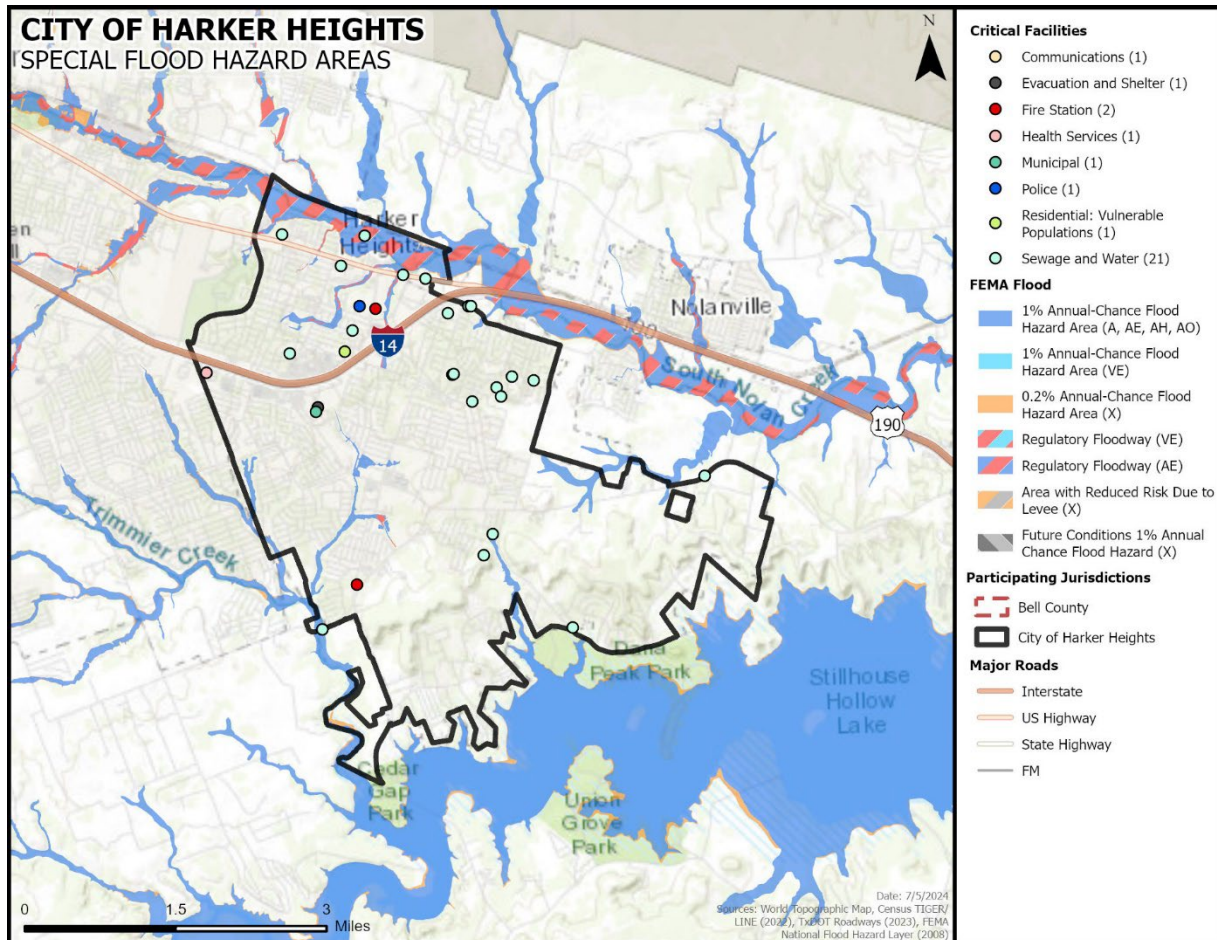 CITY OF HARKER HEIGHTS
SPECIAL FLOOD HAZARD AREAS
N
Harker
Heights
14
Nolanville
South Nolan Creek
190
Trimmier Creek
Dana
Peak Park
Stillhouse
Hollow
Lake
Cedar
Gap
Park
Union
Grove
Park
0 1.5 3
Miles
Date: 7/5/2024
Sources: World Topographic Map, Census TIGER/
LINE (2022), TxDOT Roadways (2023), FEMA
National Flood Hazard Layer (2008)
Critical Facilities
Communications (1)
Evacuation and Shelter (1)
Fire Station (2)
Health Services (1)
Municipal (1)
Police (1)
Residential: Vulnerable
Populations (1)
Sewage and Water (21)
FEMA Flood
1% Annual-Chance Flood
Hazard Area (A, AE, AH, AO)
1% Annual-Chance Flood
Hazard Area (VE)
0.2% Annual-Chance Flood
Hazard Area (X)
Regulatory Floodway (VE)
Regulatory Floodway (AE)
Area with Reduced Risk Due to
Levee (X)
Future Conditions 1% Annual
Chance Flood Hazard (X)
Participating Jurisdictions
Bell County
City of Harker Heights
Major Roads
Interstate
US Highway
State Highway
FM